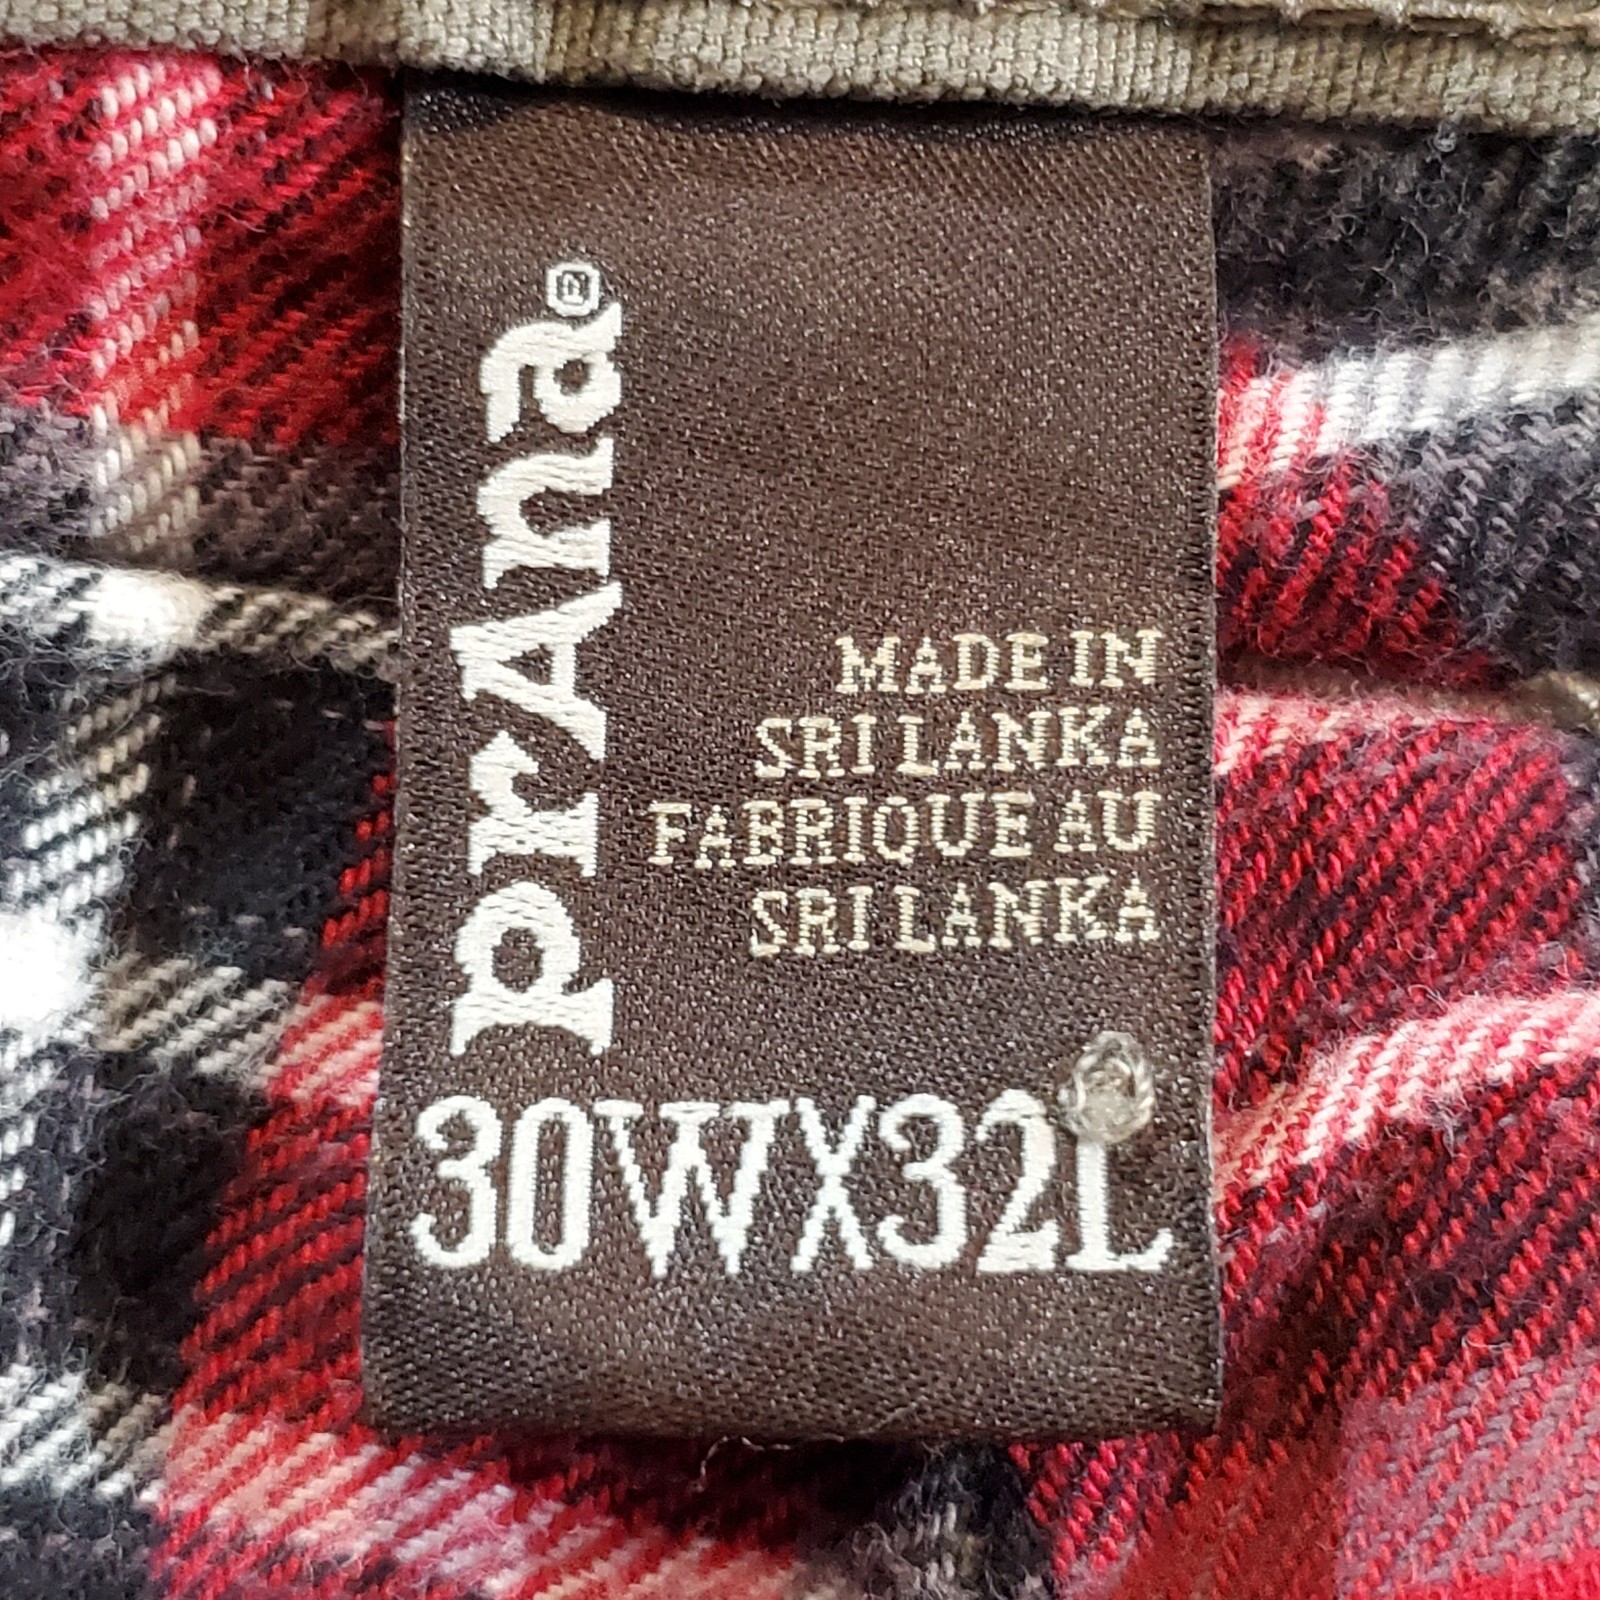 prAna®
MADE IN
SRI LANKA
FABRIQUE AU
SRI LANKA
30WX32L